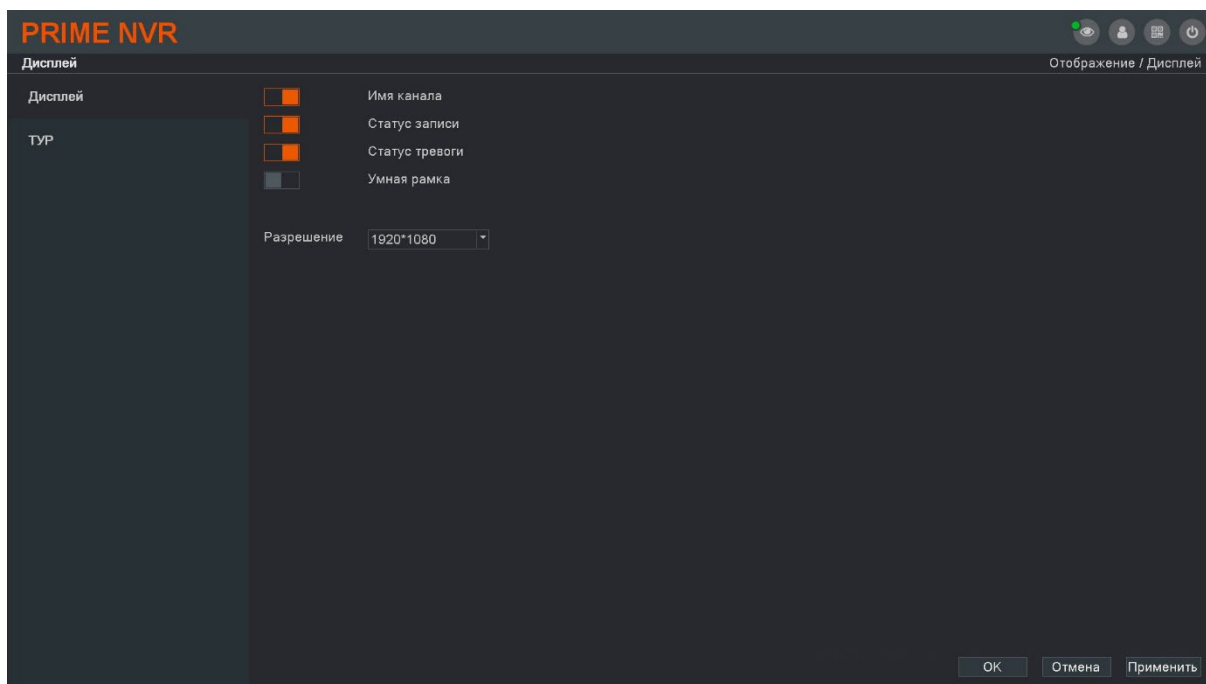 PRIME NVR
Дисплей
Отображение / Дисплей
Дисплей
ТУР
Имя канала
Статус записи
Статус тревоги
Умная рамка
Разрешение 1920*1080
OK Отмена Применить